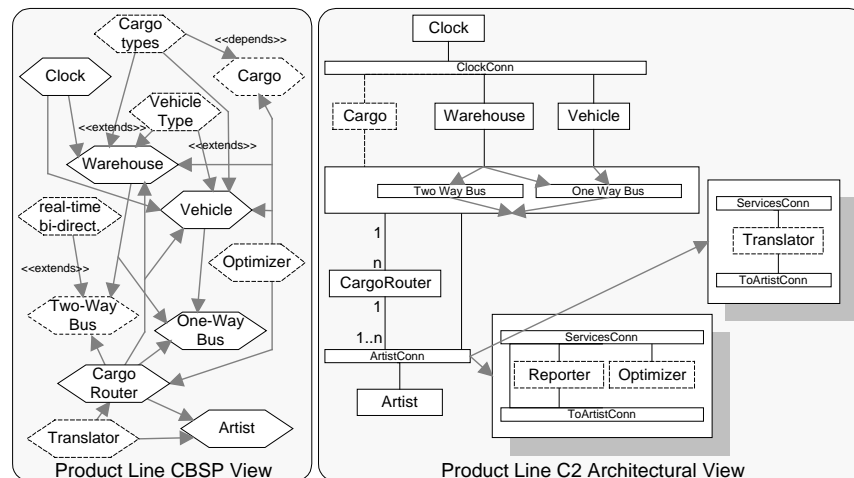 Cargo
types
<<depends>>
Clock
Cargo
Vehicle
Type
<<extends>>
<<extends>>
Warehouse
real-time
bi-direct.
Vehicle
<<extends>>
Optimizer
Two-Way
Bus
One-Way
Bus
Cargo
Router
Translator
Artist
Product Line CBSP View
Clock
ClockConn
Cargo
Warehouse
Vehicle
Two Way Bus
One Way Bus
1
n
CargoRouter
1
1..n
ArtistConn
Artist
ServicesConn
Translator
ToArtistConn
ServicesConn
Reporter
Optimizer
ToArtistConn
Product Line C2 Architectural View